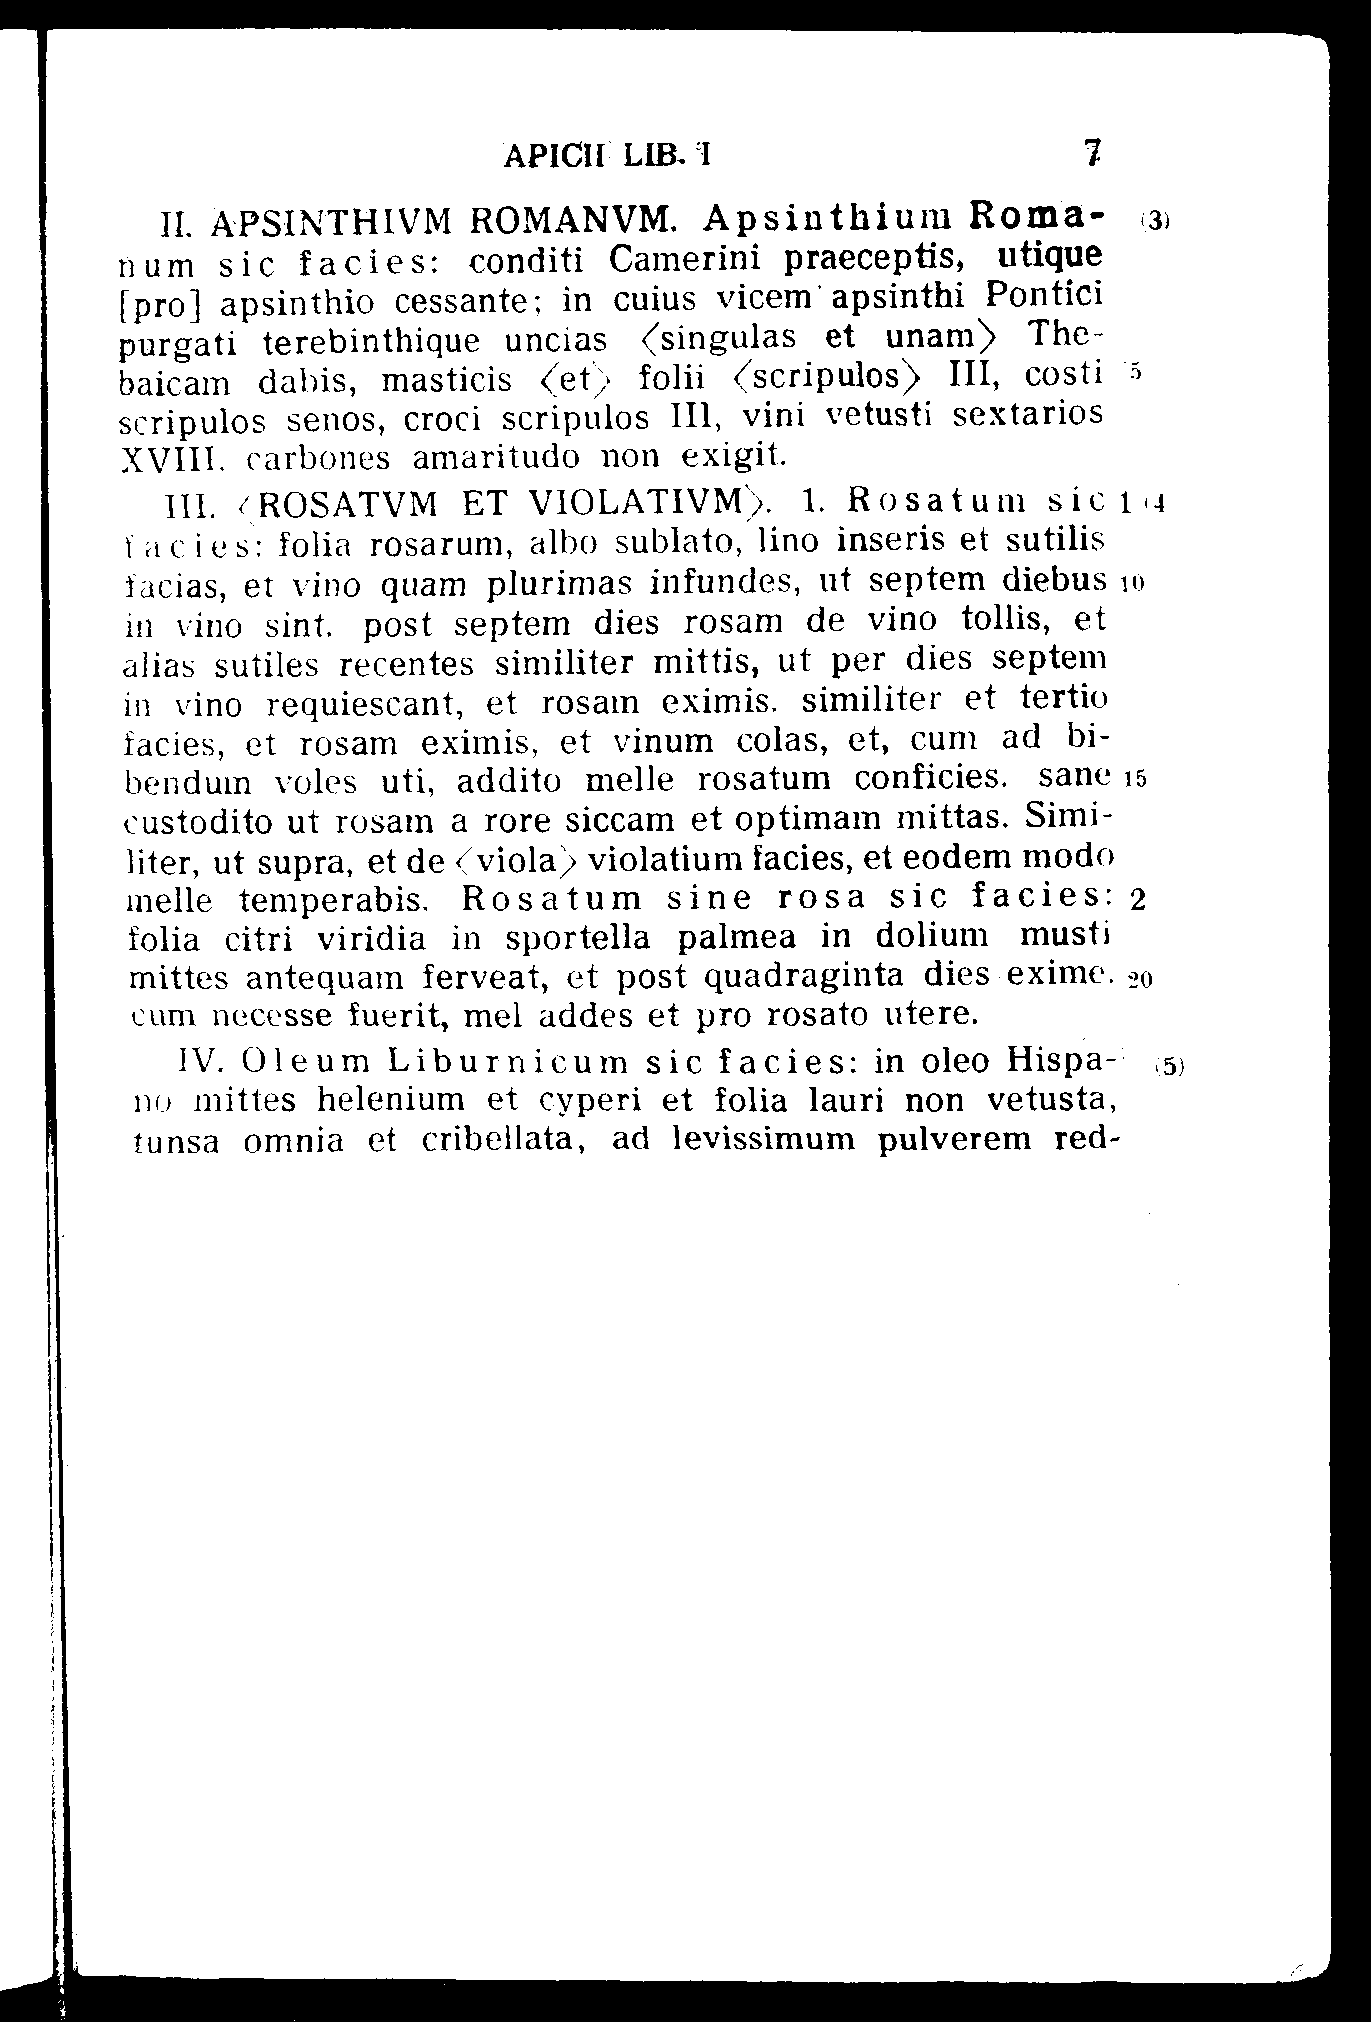 APICII LIB. I 7
II. APSINTHIVM ROMANVM. Apsinthium Roma- (3)
num sic facies: conditi Camerini praeceptis, utique
[pro] apsinthio cessante; in cuius vicem apsinthi Pontici
purgati terebinthique uncias ⟨singulas et unam⟩ The-
baicam dabis, masticis ⟨et⟩ folii ⟨scripulos⟩ III, costi 5
scripulos senos, croci scripulos III, vini vetusti sextarios
XVIII. carbones amaritudo non exigit.
III. ⟨ROSATVM ET VIOLATIVM⟩. 1. Rosatum sic 1 (4
facies: folia rosarum, albo sublato, lino inseris et sutilis
facias, et vino quam plurimas infundes, ut septem diebus 10
in vino sint. post septem dies rosam de vino tollis, et
alias sutiles recentes similiter mittis, ut per dies septem
in vino requiescant, et rosam eximis. similiter et tertio
facies, et rosam eximis, et vinum colas, et, cum ad bi-
bendum voles uti, addito melle rosatum conficies. sane 15
custodito ut rosam a rore siccam et optimam mittas. Simi-
liter, ut supra, et de ⟨viola⟩ violatium facies, et eodem modo
melle temperabis. Rosatum sine rosa sic facies: 2
folia citri viridia in sportella palmea in dolium musti
mittes antequam ferveat, et post quadraginta dies exime. 20
cum necesse fuerit, mel addes et pro rosato utere.
IV. Oleum Liburnicum sic facies: in oleo Hispa- (5)
no mittes helenium et cyperi et folia lauri non vetusta,
tunsa omnia et cribellata, ad levissimum pulverem red-